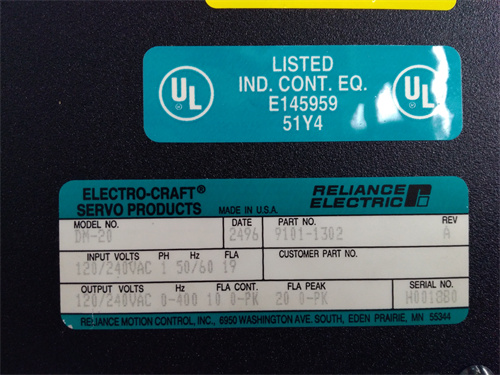 UL
LISTED
IND. CONT. EQ.
E145959
51Y4
UL
ELECTRO-CRAFT®
SERVO PRODUCTS
MADE IN U.S.A.
RELIANCE
ELECTRIC
MODEL NO. DATE PART NO. REV
DM-20 2496 9101-1302 A
INPUT VOLTS PH Hz FLA CUSTOMER PART NO.
120/240VAC 1 50/60 19
OUTPUT VOLTS Hz FLA CONT. FLA PEAK SERIAL NO.
120/240VAC 0-400 10 0-PK 20 0-PK
RELIANCE MOTION CONTROL, INC., 6950 WASHINGTON AVE. SOUTH, EDEN PRAIRIE, MN 55344